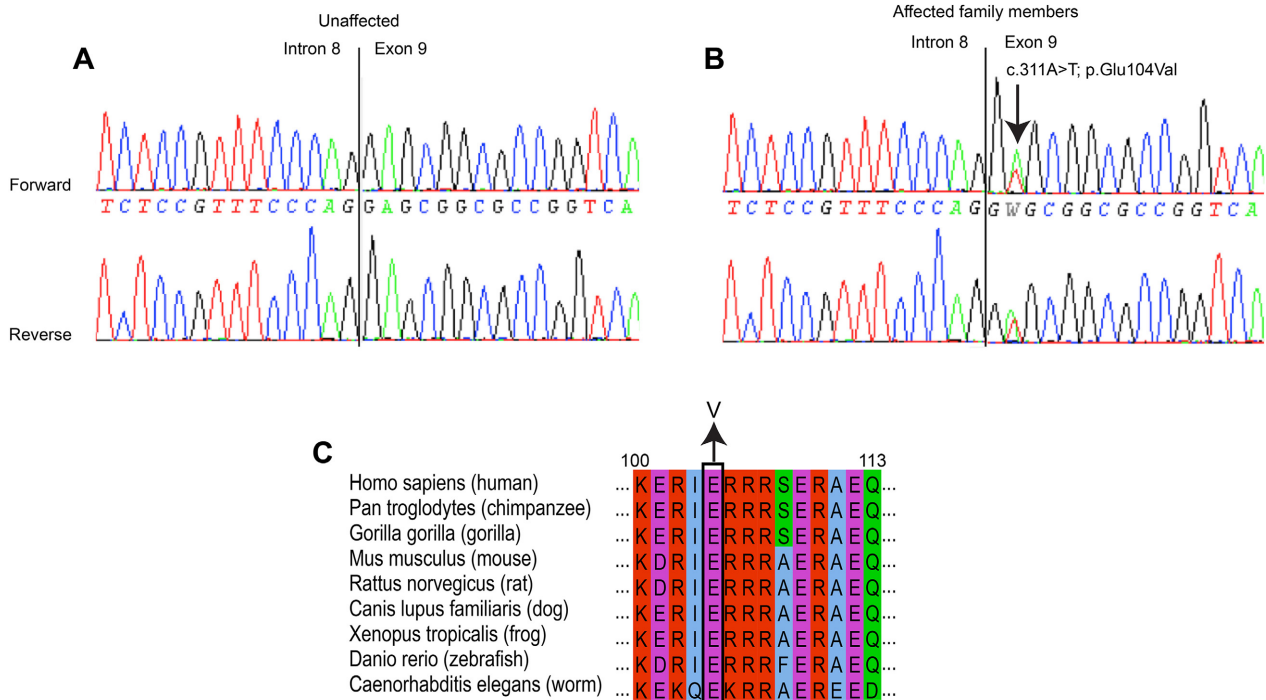 Unaffected
Affected family members
A
Intron 8
Exon 9
B
Intron 8
Exon 9
c.311A>T; p.Glu104Val
Forward
TCTCCGTTTCCCAGGAGCGGCGCCGGTCA
TCTCCGTTTCCCAGGWGCGGCGCCGGTCA
Reverse
V
C
100
113
Homo sapiens (human) ...KERIERRRSERAEQ...
Pan troglodytes (chimpanzee) ...KERIERRRSERAEQ...
Gorilla gorilla (gorilla) ...KERIERRRSERAEQ...
Mus musculus (mouse) ...KDRIERRRAERAEQ...
Rattus norvegicus (rat) ...KDRIERRRAERAEQ...
Canis lupus familiaris (dog) ...KERIERRRAERAEQ...
Xenopus tropicalis (frog) ...KERIERRRAERAEQ...
Danio rerio (zebrafish) ...KDRIERRRFERAEQ...
Caenorhabditis elegans (worm) ...KEKQEKRRAEREED...